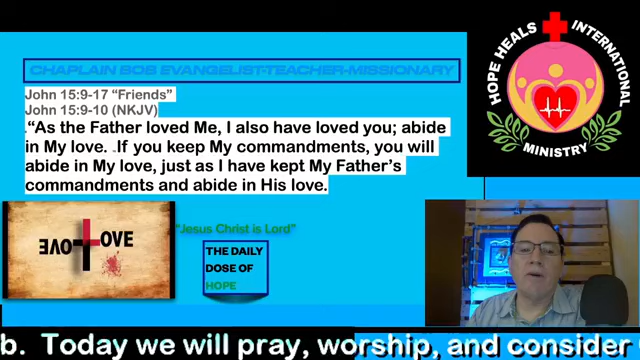 CHAPLAIN BOB EVANGELIST-TEACHER-MISSIONARY
John 15:9-17 “Friends”
John 15:9-10 (NKJV)
“As the Father loved Me, I also have loved you; abide
in My love. If you keep My commandments, you will
abide in My love, just as I have kept My Father’s
commandments and abide in His love.
HOPE HEALS INTERNATIONAL
MINISTRY
LOVE LOVE
"Jesus Christ is Lord"
THE DAILY
DOSE OF
HOPE
b. Today we will pray, worship, and consider